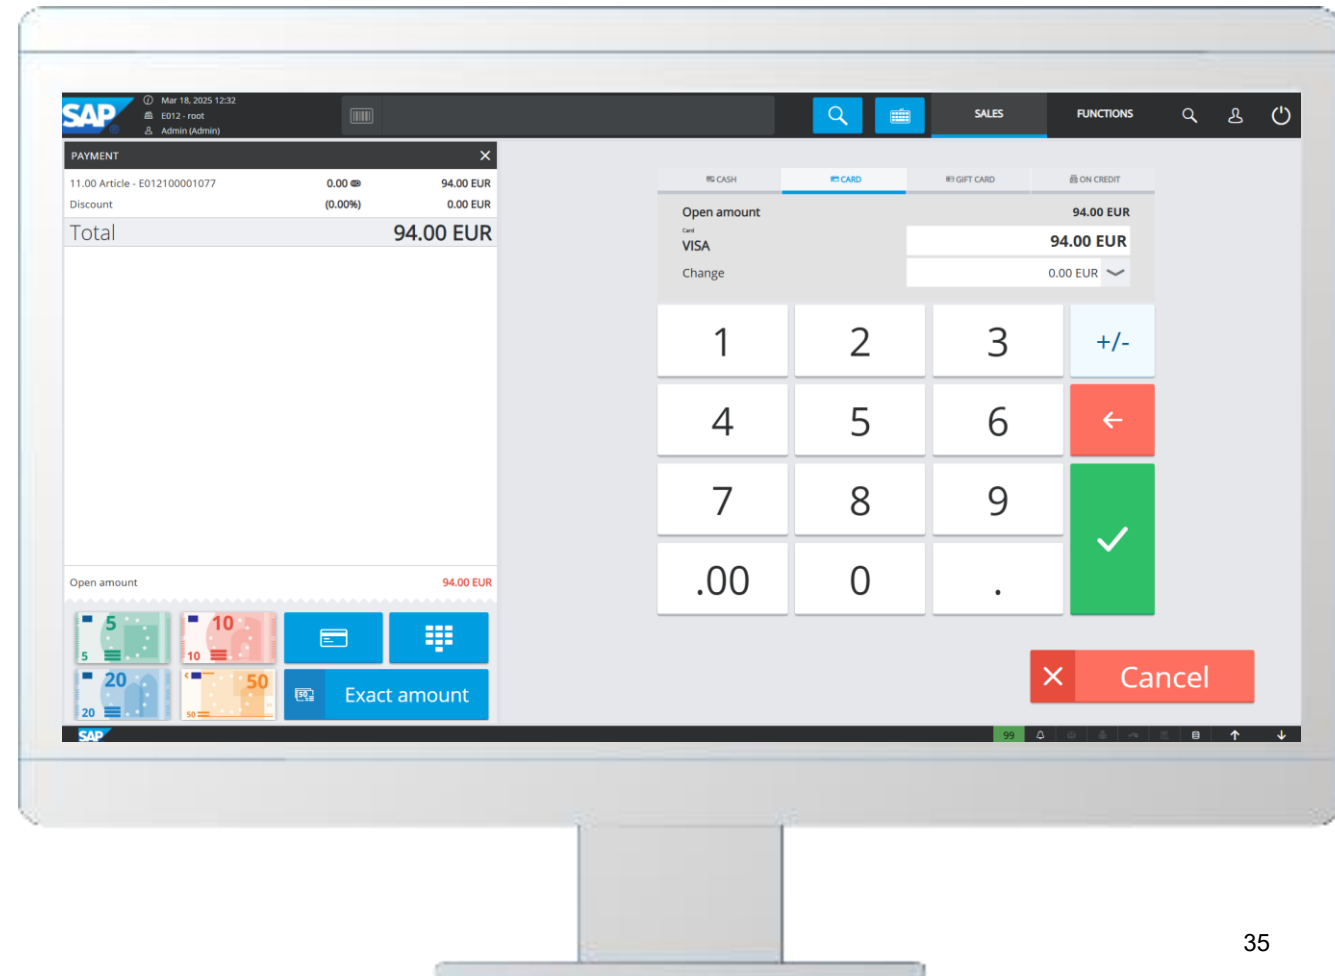 SAP
Mar 18, 2025 12:32
E012 - root
Admin (Admin)
SALES
FUNCTIONS
PAYMENT
11.00 Article - E012100001077 0.00 94.00 EUR
Discount (0.00%) 0.00 EUR
Total 94.00 EUR
Open amount 94.00 EUR
5
5
10
10
20
20
50
50
50
Exact amount
CASH
CARD
GIFT CARD
ON CREDIT
Open amount 94.00 EUR
Card
VISA 94.00 EUR
Change 0.00 EUR
1 2 3 +/-
4 5 6
7 8 9
.00 0 .
Cancel
SAP
99
35